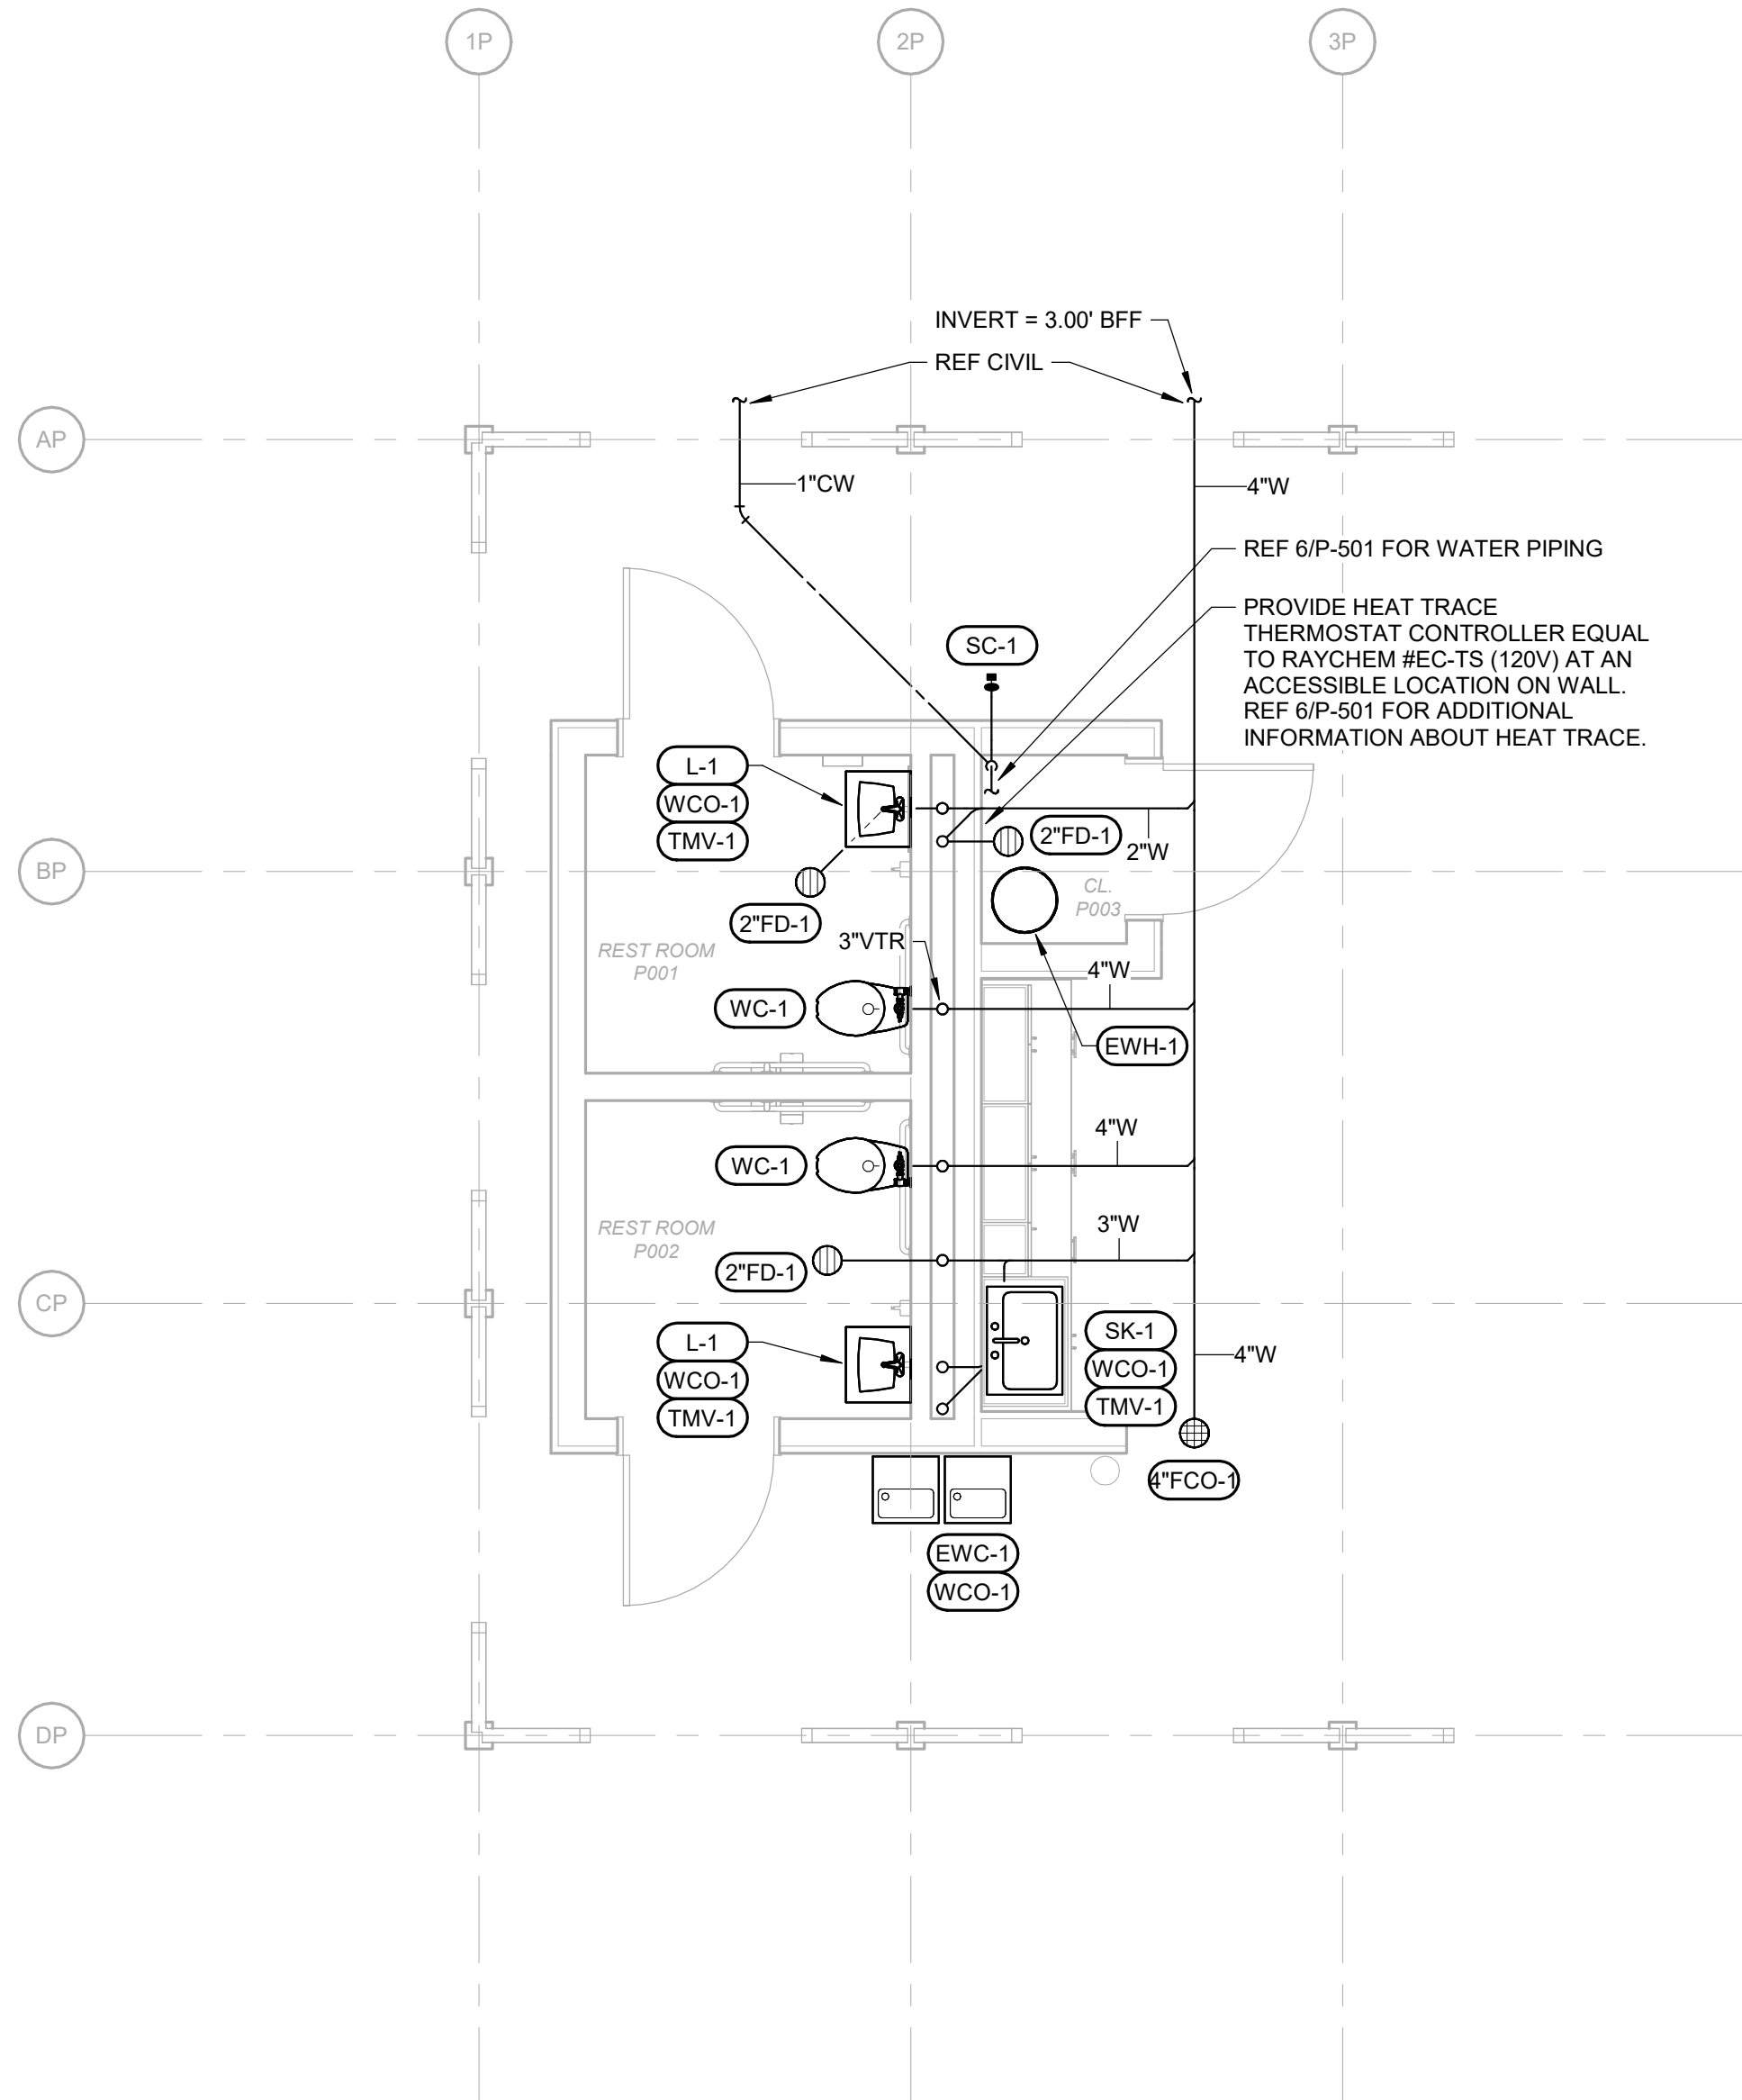 1P
2P
3P
INVERT = 3.00' BFF
REF CIVIL
AP
1"CW
4"W
REF 6/P-501 FOR WATER PIPING
PROVIDE HEAT TRACE
THERMOSTAT CONTROLLER EQUAL
TO RAYCHEM #EC-TS (120V) AT AN
ACCESSIBLE LOCATION ON WALL.
REF 6/P-501 FOR ADDITIONAL
INFORMATION ABOUT HEAT TRACE.
SC-1
L-1
WCO-1
TMV-1
2"FD-1
2"W
BP
CL.
P003
2"FD-1
3"VTR
REST ROOM
P001
4"W
WC-1
EWH-1
4"W
WC-1
3"W
REST ROOM
P002
2"FD-1
CP
L-1
WCO-1
TMV-1
SK-1
WCO-1
TMV-1
4"W
4"FCO-1
EWC-1
WCO-1
DP